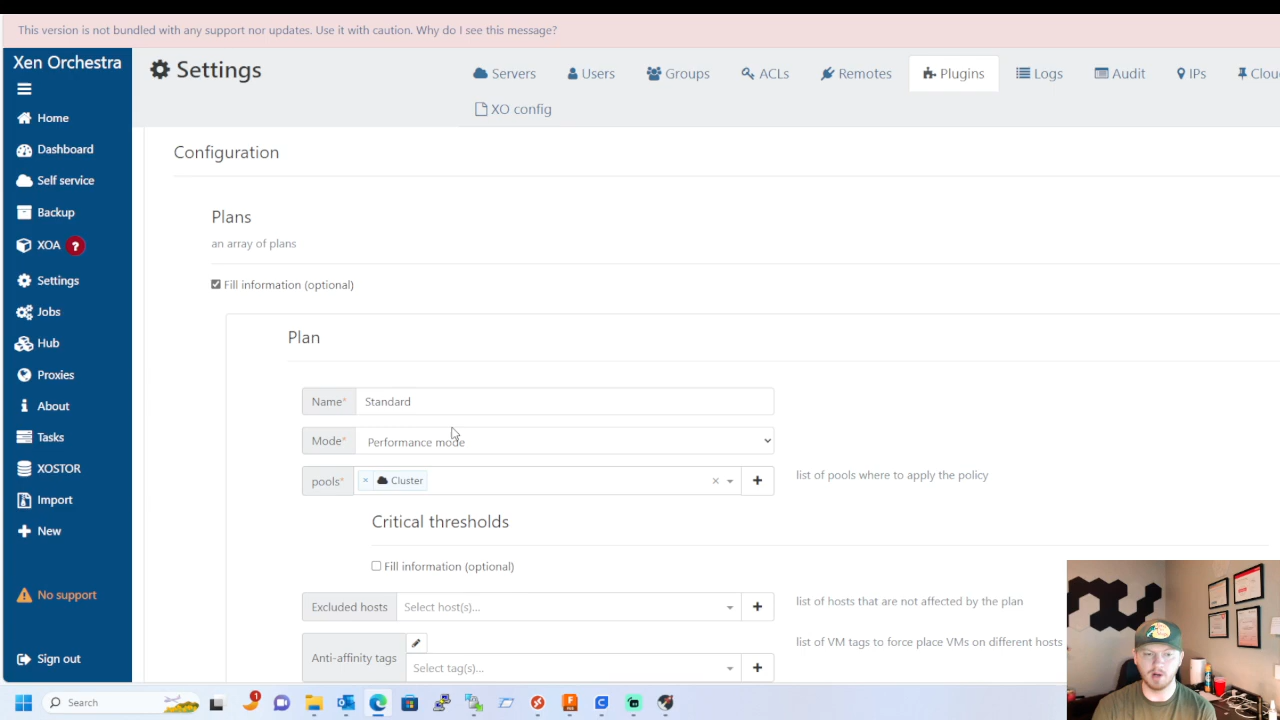 This version is not bundled with any support nor updates. Use it with caution. Why do I see this message?
Xen Orchestra
Home
Dashboard
Self service
Backup
XOA ?
Settings
Jobs
Hub
Proxies
About
Tasks
XOSTOR
Import
New
No support
Sign out
Settings
Servers
Users
Groups
ACLs
Remotes
Plugins
Logs
Audit
IPs
Clou
XO config
Configuration
Plans
an array of plans
Fill information (optional)
Plan
Name* Standard
Mode* Performance mode
pools* × Cluster × +
list of pools where to apply the policy
Critical thresholds
Fill information (optional)
Excluded hosts Select host(s)... +
list of hosts that are not affected by the plan
Anti-affinity tags Select tag(s)... +
list of VM tags to force place VMs on different hosts
Search
1